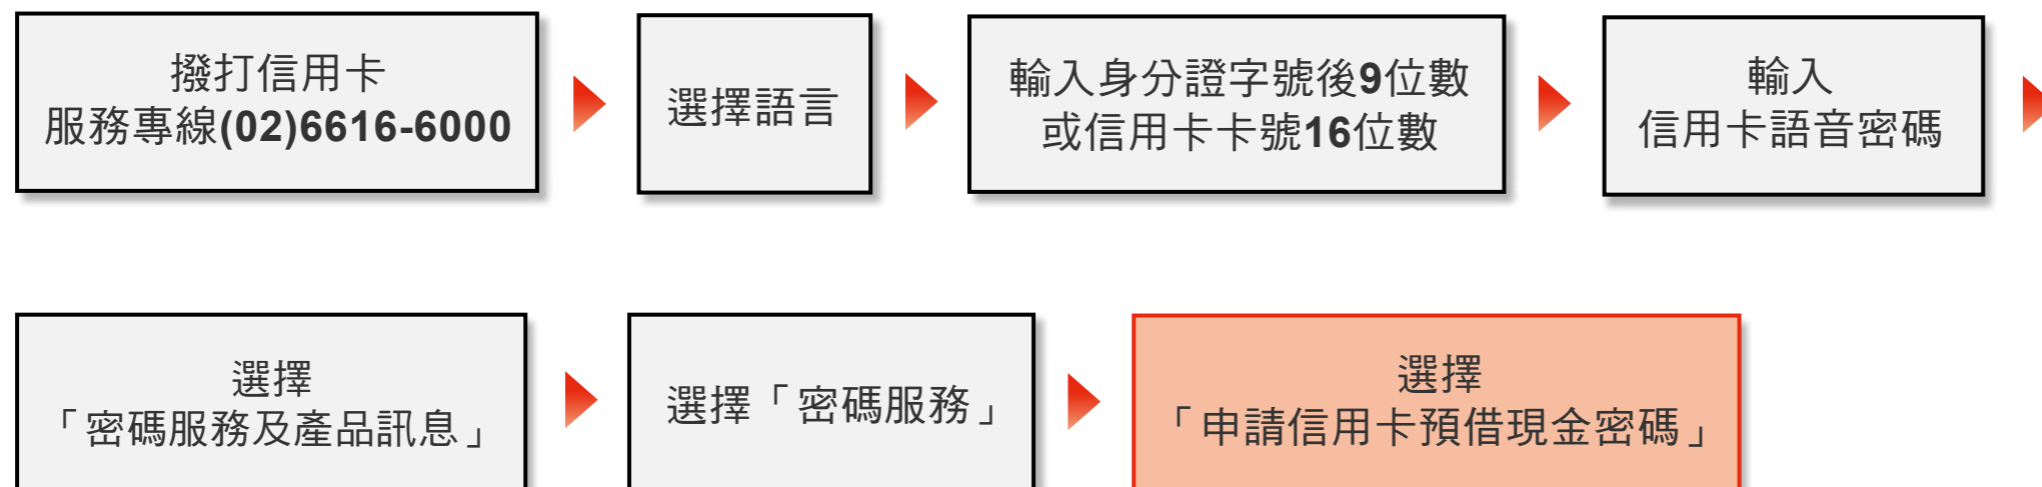 撥打信用卡
服務專線(02)6616-6000
選擇語言
輸入身分證字號後9位數
或信用卡卡號16位數
輸入
信用卡語音密碼
選擇
「密碼服務及產品訊息」
選擇「密碼服務」
選擇
「申請信用卡預借現金密碼」